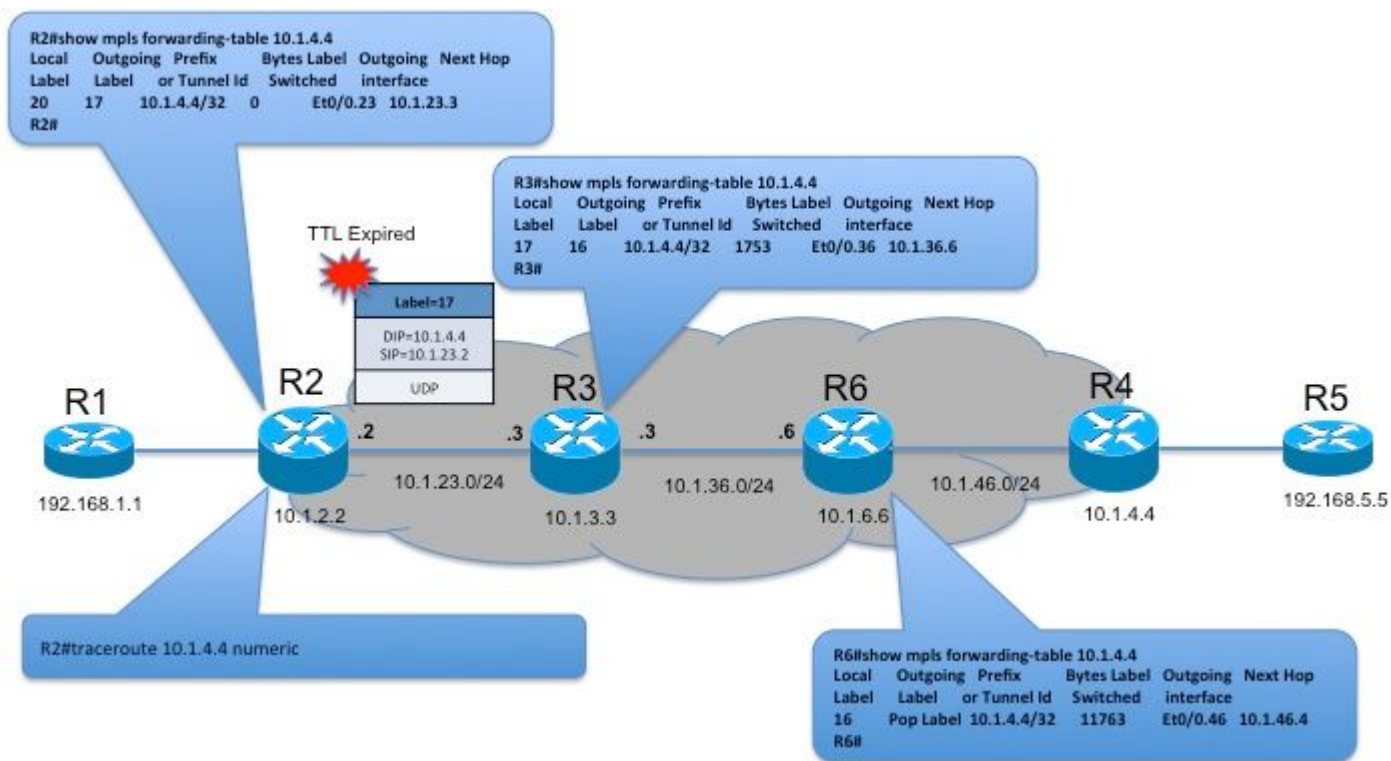 R2#show mpls forwarding-table 10.1.4.4
Local Outgoing Prefix Bytes Label Outgoing Next Hop
Label Label or Tunnel Id Switched interface
20 17 10.1.4.4/32 0 Et0/0.23 10.1.23.3
R2#
R3#show mpls forwarding-table 10.1.4.4
Local Outgoing Prefix Bytes Label Outgoing Next Hop
Label Label or Tunnel Id Switched interface
17 16 10.1.4.4/32 1753 Et0/0.36 10.1.36.6
R3#
TTL Expired
Label=17
DIP=10.1.4.4
SIP=10.1.23.2
UDP
R1
R2
R3
R6
R4
R5
.2
.3
.3
.6
10.1.23.0/24
10.1.36.0/24
10.1.46.0/24
192.168.1.1
10.1.2.2
10.1.3.3
10.1.6.6
10.1.4.4
192.168.5.5
R2#traceroute 10.1.4.4 numeric
R6#show mpls forwarding-table 10.1.4.4
Local Outgoing Prefix Bytes Label Outgoing Next Hop
Label Label or Tunnel Id Switched interface
16 Pop Label 10.1.4.4/32 11763 Et0/0.46 10.1.46.4
R6#